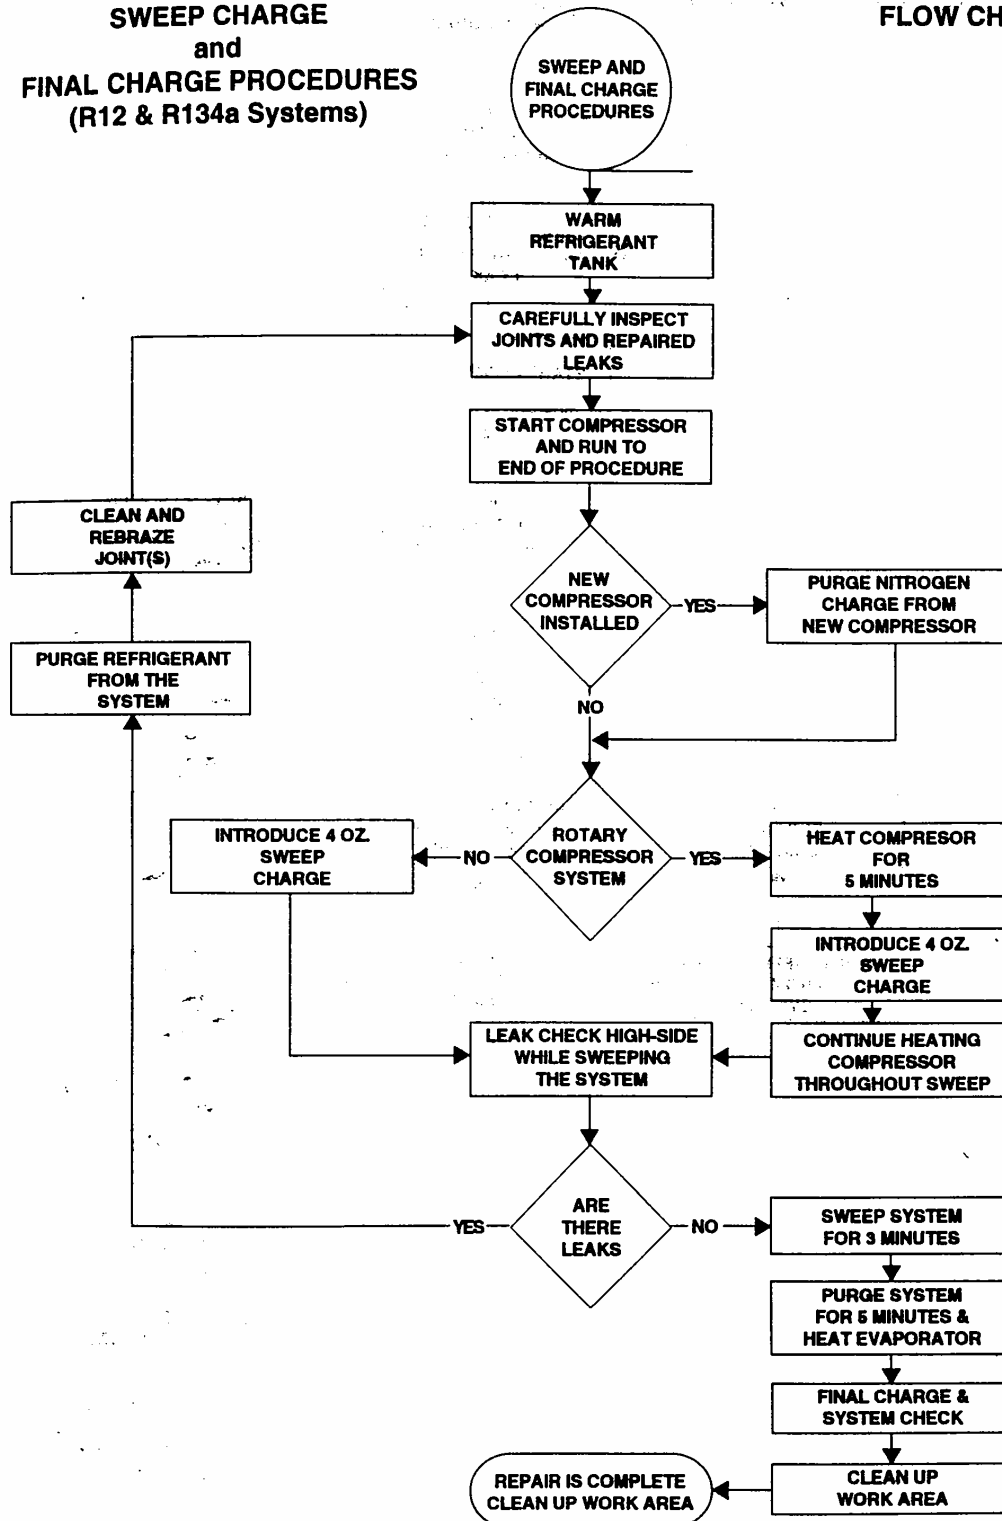 SWEEP CHARGE
and
FINAL CHARGE PROCEDURES
(R12 & R134a Systems)
FLOW CH
SWEEP AND
FINAL CHARGE
PROCEDURES
WARM
REFRIGERANT
TANK
CAREFULLY INSPECT
JOINTS AND REPAIRED
LEAKS
START COMPRESSOR
AND RUN TO
END OF PROCEDURE
CLEAN AND
REBRAZE
JOINT(S)
NEW
COMPRESSOR
INSTALLED
YES
PURGE NITROGEN
CHARGE FROM
NEW COMPRESSOR
PURGE REFRIGERANT
FROM THE
SYSTEM
NO
INTRODUCE 4 OZ.
SWEEP
CHARGE
NO
ROTARY
COMPRESSOR
SYSTEM
YES
HEAT COMPRESOR
FOR
5 MINUTES
INTRODUCE 4 OZ.
SWEEP
CHARGE
LEAK CHECK HIGH-SIDE
WHILE SWEEPING
THE SYSTEM
CONTINUE HEATING
COMPRESSOR
THROUGHOUT SWEEP
YES
ARE
THERE
LEAKS
NO
SWEEP SYSTEM
FOR 3 MINUTES
PURGE SYSTEM
FOR 5 MINUTES &
HEAT EVAPORATOR
FINAL CHARGE &
SYSTEM CHECK
REPAIR IS COMPLETE
CLEAN UP WORK AREA
CLEAN UP
WORK AREA